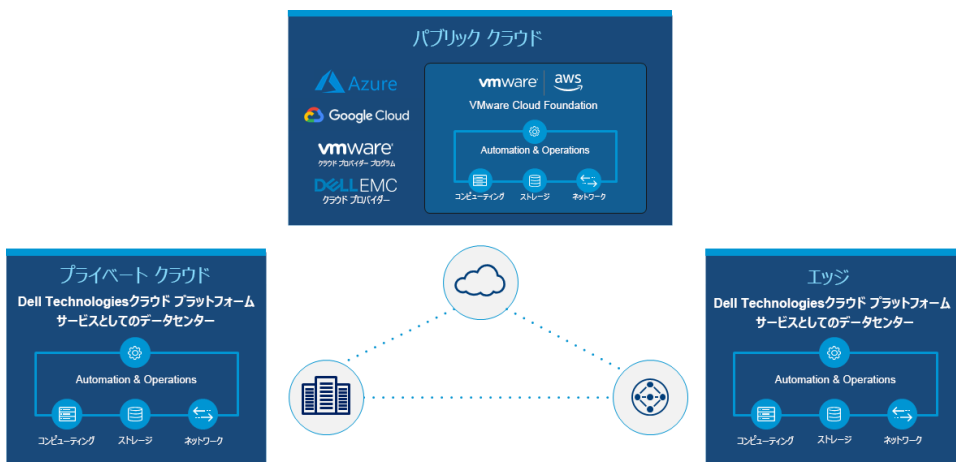 パブリック クラウド
Azure
Google Cloud
vmware
クラウド プロバイダー プログラム
DELLEMC
クラウド プロバイダー
vmware aws
VMware Cloud Foundation
Automation & Operations
コンピューティング ストレージ ネットワーク
プライベート クラウド
Dell Technologiesクラウド プラットフォーム
サービスとしてのデータセンター
Automation & Operations
コンピューティング ストレージ ネットワーク
エッジ
Dell Technologiesクラウド プラットフォーム
サービスとしてのデータセンター
Automation & Operations
コンピューティング ストレージ ネットワーク